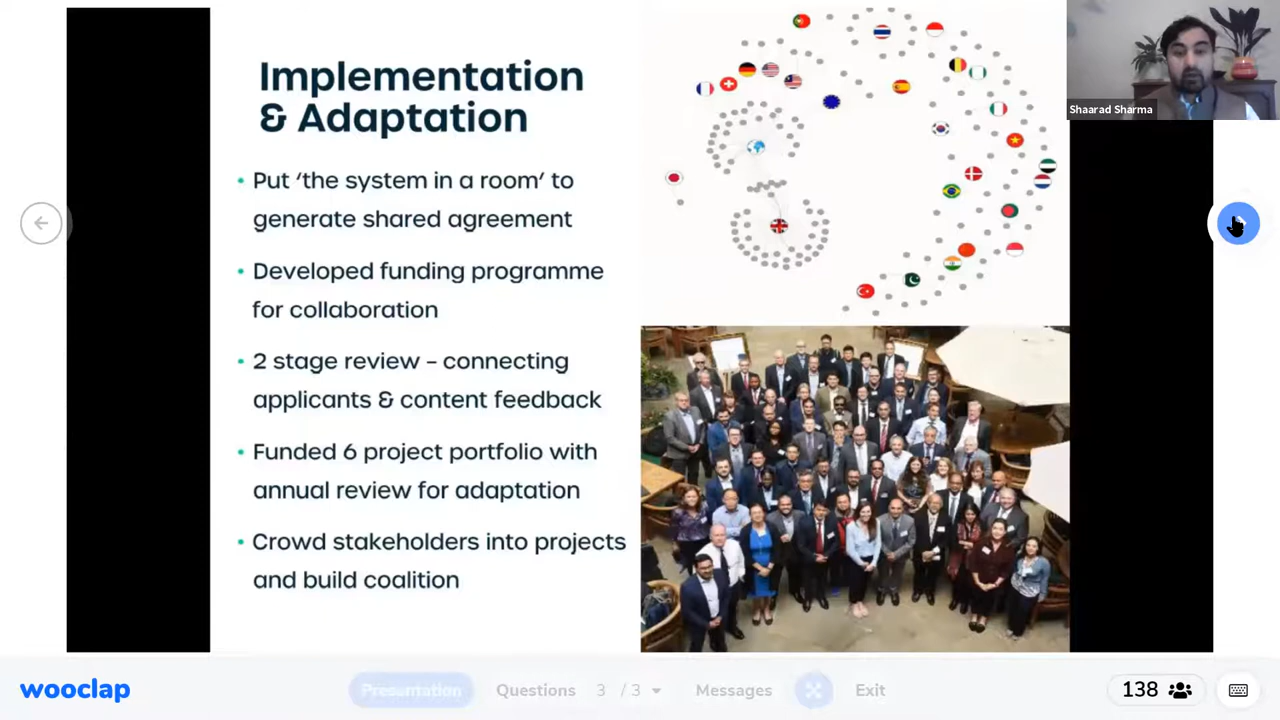 Implementation
& Adaptation
• Put ‘the system in a room’ to
generate shared agreement
• Developed funding programme
for collaboration
• 2 stage review – connecting
applicants & content feedback
• Funded 6 project portfolio with
annual review for adaptation
• Crowd stakeholders into projects
and build coalition
Shaarad Sharma
wooclap
Presentation
Questions
3 / 3
Messages
Exit
138